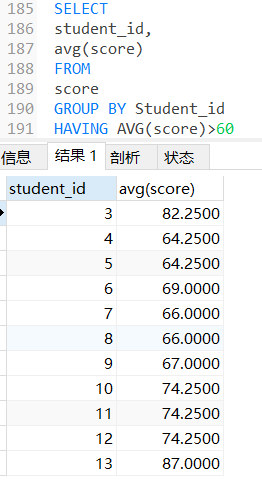 185 SELECT
186 student_id,
187 avg(score)
188 FROM
189 score
190 GROUP BY Student_id
191 HAVING AVG(score)>60
信息 结果 1 剖析 状态
student_id avg(score)
3 82.2500
4 64.2500
5 64.2500
6 69.0000
7 66.0000
8 66.0000
9 67.0000
10 74.2500
11 74.2500
12 74.2500
13 87.0000